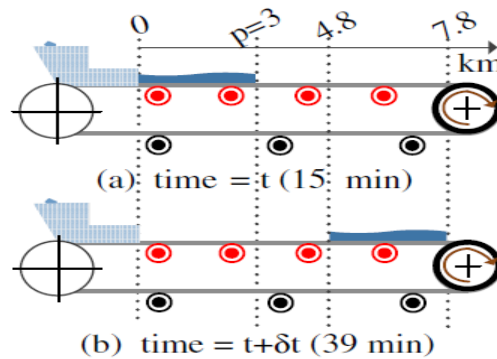 0 p=3 4.8 7.8
km
(a) time = t (15 min)
(b) time = t+δt (39 min)